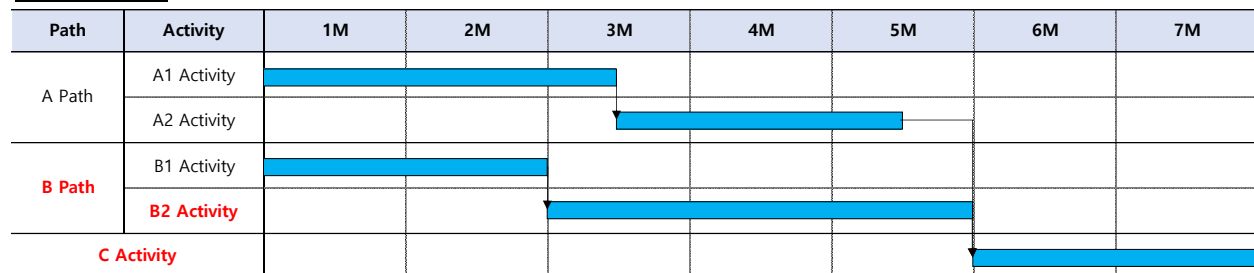 Path Activity 1M 2M 3M 4M 5M 6M 7M
A Path
A1 Activity
A2 Activity
B Path
B1 Activity
B2 Activity
C Activity